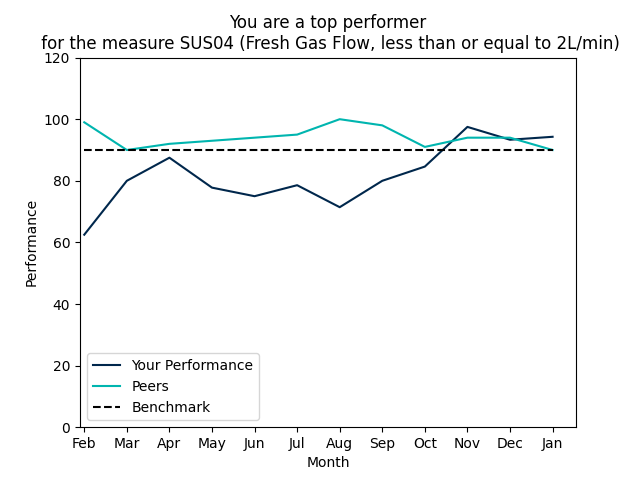 You are a top performer
for the measure SUS04 (Fresh Gas Flow, less than or equal to 2L/min)
120
100
80
60
40
20
0
Performance
Your Performance
Peers
Benchmark
Feb Mar Apr May Jun Jul Aug Sep Oct Nov Dec Jan
Month